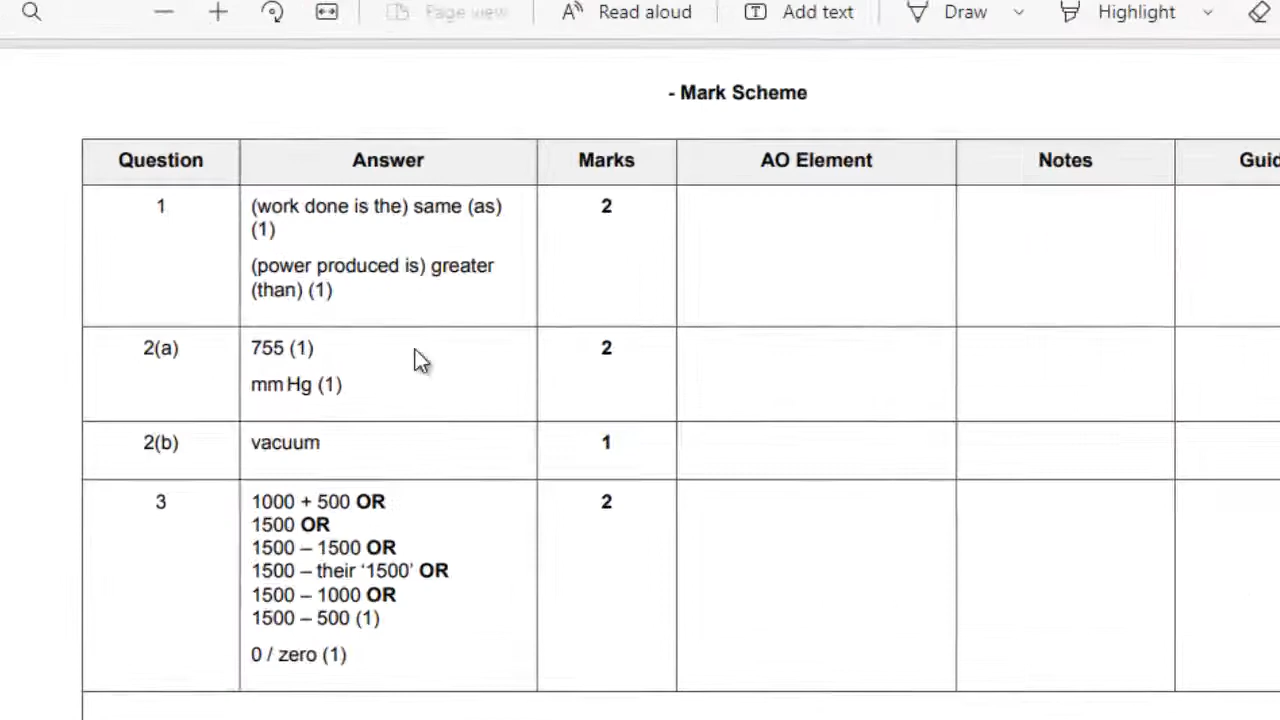 Page view
Read aloud
Add text
Draw
Highlight
- Mark Scheme
Question Answer Marks AO Element Notes Guid
1 (work done is the) same (as) 2
(1)
(power produced is) greater
(than) (1)
2(a) 755 (1) 2
mm Hg (1)
2(b) vacuum 1
3 1000 + 500 OR 2
1500 OR
1500 – 1500 OR
1500 – their ‘1500’ OR
1500 – 1000 OR
1500 – 500 (1)
0 / zero (1)